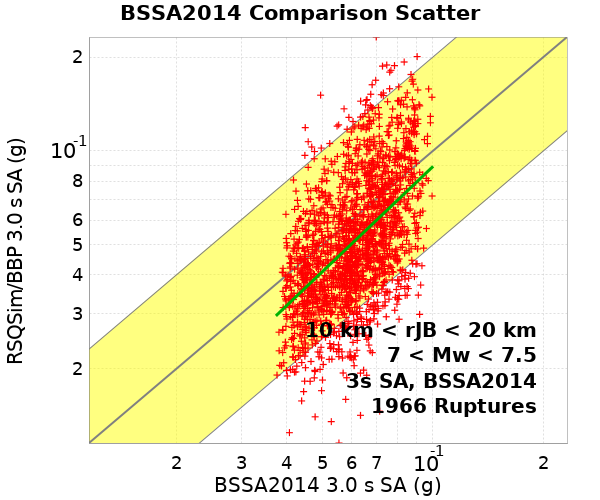 BSSA2014 Comparison Scatter
RSQSim/BBP 3.0 s SA (g)
2
10-1
8
6
5
4
3
2
10 km < rJB < 20 km
7 < Mw < 7.5
3s SA, BSSA2014
1966 Ruptures
2 3 4 5 6 7 10-1 2
BSSA2014 3.0 s SA (g)